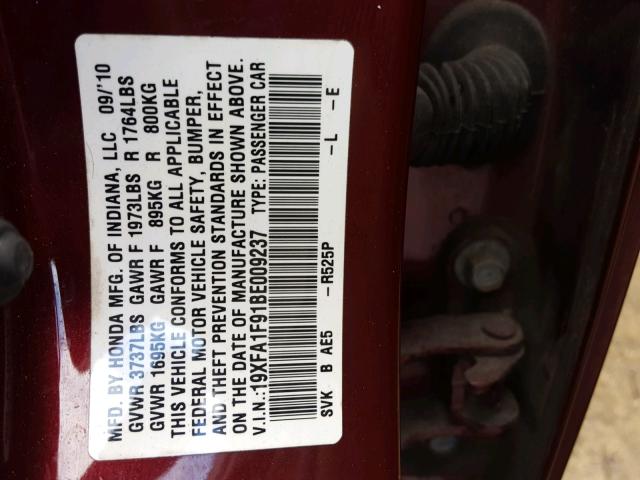 MFD. BY HONDA MFG. OF INDIANA, LLC 09/'10
GVWR 3737LBS GAWR F 1973LBS R 1764LBS
GVWR 1695KG GAWR F 895KG R 800KG
THIS VEHICLE CONFORMS TO ALL APPLICABLE
FEDERAL MOTOR VEHICLE SAFETY, BUMPER,
AND THEFT PREVENTION STANDARDS IN EFFECT
ON THE DATE OF MANUFACTURE SHOWN ABOVE.
V.I.N.:19XFA1F91BE009237 TYPE: PASSENGER CAR
SVK B AE5 -R525P -L -E